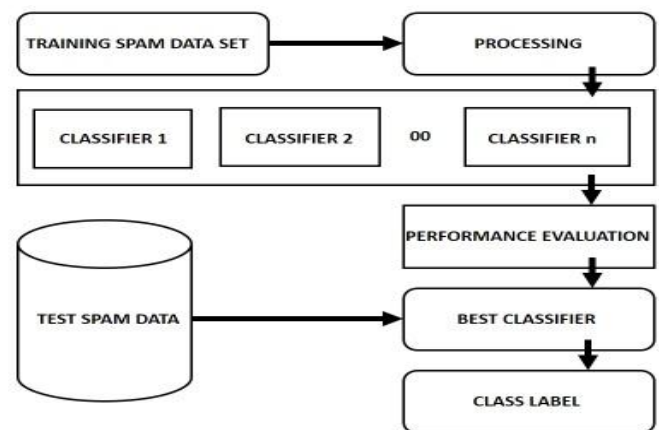 TRAINING SPAM DATA SET
PROCESSING
CLASSIFIER 1
CLASSIFIER 2
00
CLASSIFIER n
PERFORMANCE EVALUATION
TEST SPAM DATA
BEST CLASSIFIER
CLASS LABEL